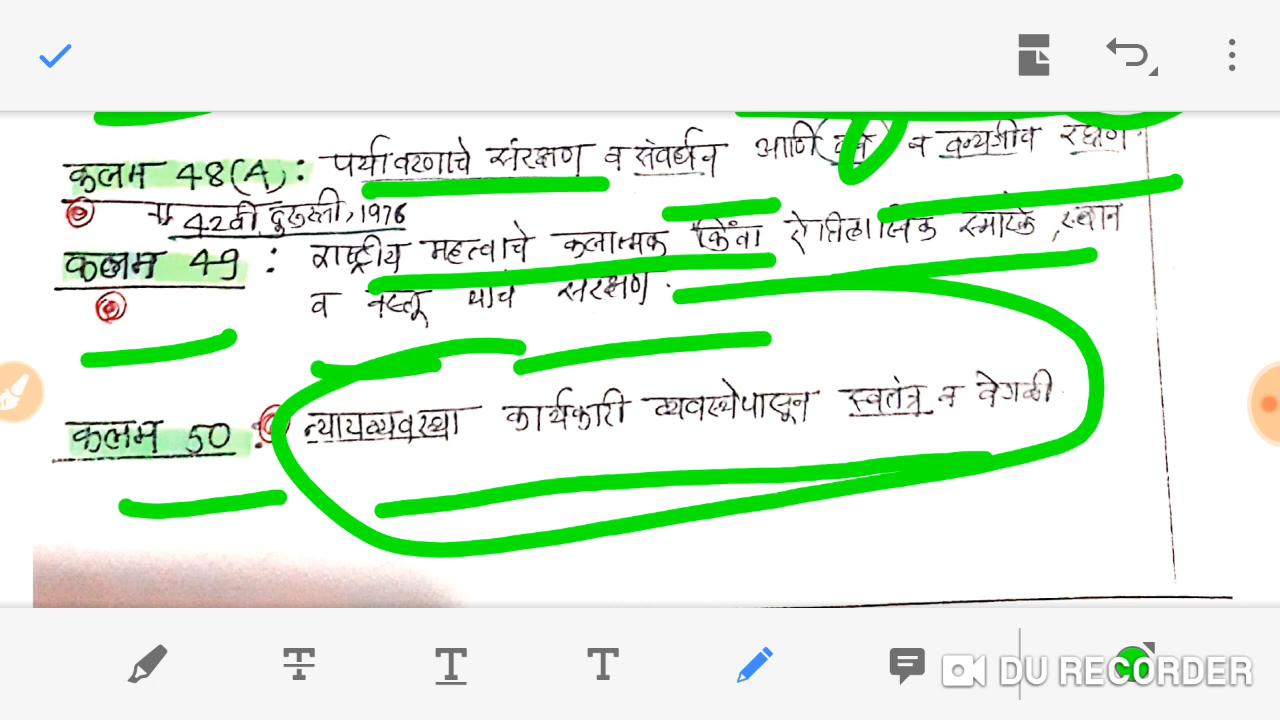 कलम 48(A): पर्यावरणाचे संरक्षण व संवर्धन आणि वने व वन्यजीव रक्षण.
42वी दुरुस्ती, 1976
कलम 49 : राष्ट्रीय महत्वाचे कलात्मक किंवा ऐतिहासिक स्मारके, स्थान
व वस्तू यांचे संरक्षण.
कलम 50 : न्यायव्यवस्था कार्यकारी व्यवस्थेपासून स्वतंत्र व वेगळी.
T T T
DU RECORDER